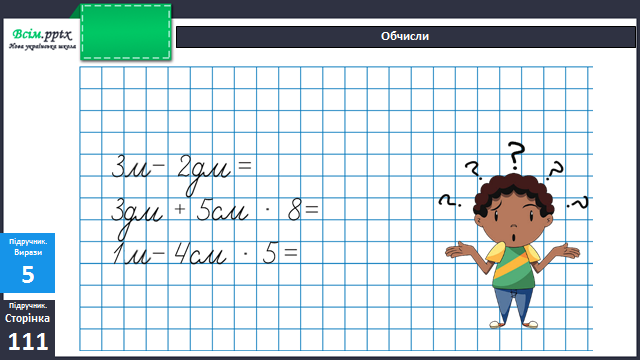 Всім.pptx
Нова українська школа
Обчисли
3м – 2дм =
3дм + 5см · 8 =
1м – 4см · 5 =
Підручник.
Вирази
5
Підручник.
Сторінка
111